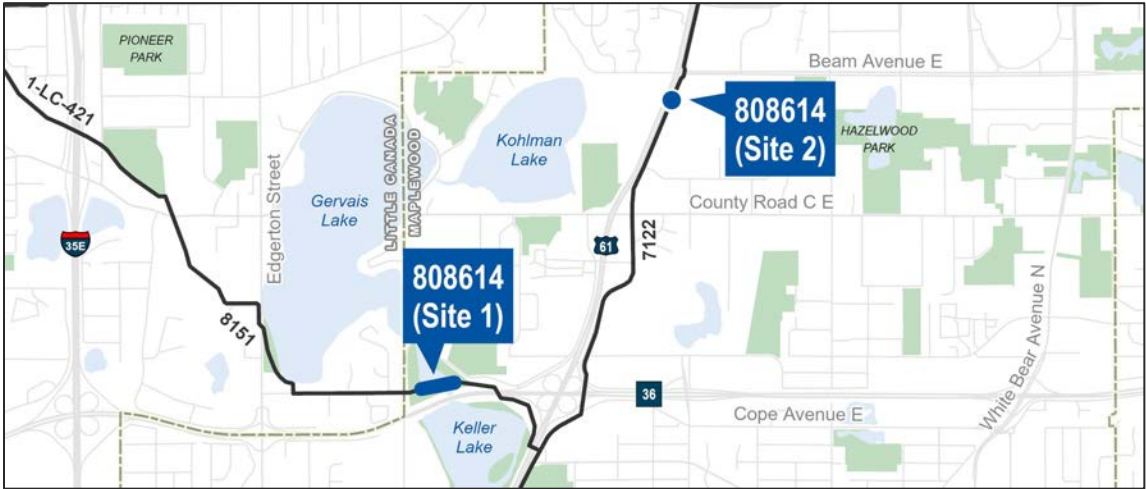 PIONEER
PARK
1-LC-421
Beam Avenue E
808614
(Site 2)
HAZELWOOD
PARK
Kohlman
Lake
Gervais
Lake
Edgerton Street
LITTLE CANADA
MAPLEWOOD
County Road C E
35E
61
7122
808614
(Site 1)
8151
36
Cope Avenue E
White Bear Avenue N
Keller
Lake